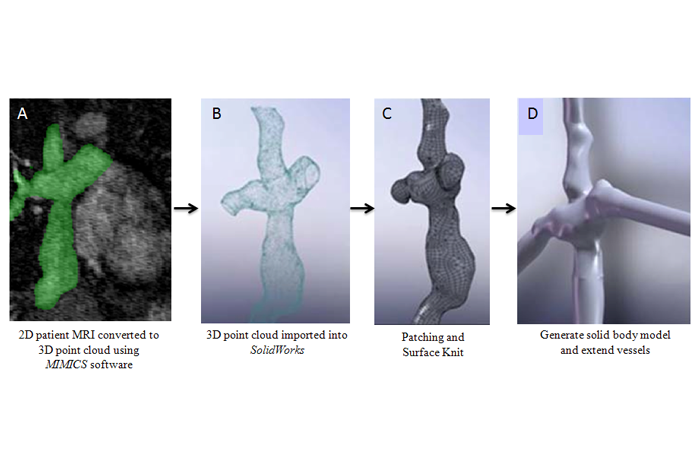 A
B
C
D
2D patient MRI converted to
3D point cloud using
MIMICS software
3D point cloud imported into
SolidWorks
Patching and
Surface Knit
Generate solid body model
and extend vessels